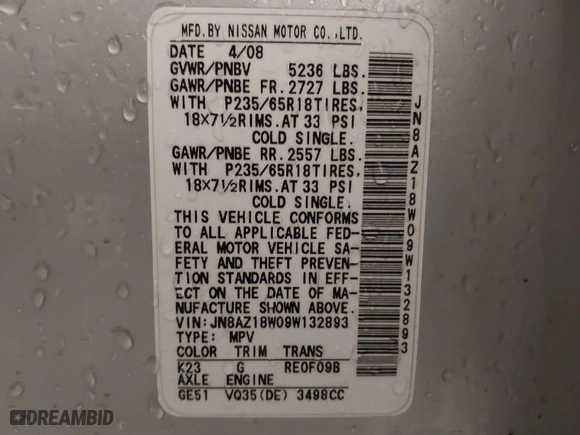 MFD.BY NISSAN MOTOR CO.,LTD.
DATE 4/08
GVWR/PNBV 5236 LBS.
GAWR/PNBE FR.2727 LBS.
WITH P235/65R18TIRES,
18X7½RIMS.AT 33 PSI
COLD SINGLE.
GAWR/PNBE RR.2557 LBS.
WITH P235/65R18TIRES,
18X7½RIMS.AT 33 PSI
COLD SINGLE.
THIS VEHICLE CONFORMS
TO ALL APPLICABLE FED-
ERAL MOTOR VEHICLE SA-
FETY AND THEFT PREVEN-
TION STANDARDS IN EFF-
ECT ON THE DATE OF MA-
NUFACTURE SHOWN ABOVE.
VIN:JN8AZ18W09W132893
TYPE: MPV
COLOR TRIM TRANS
K23 G RE0F09B
AXLE ENGINE
GE51 VQ35(DE) 3498CC
JN8AZ18W09W132893
DREAMBID